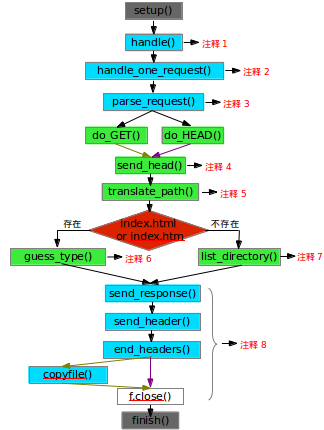 setup()
handle()
注释 1
handle_one_request()
注释 2
parse_request()
注释 3
do_GET()
do_HEAD()
send_head()
注释 4
translate_path()
注释 5
存在
index.html
or index.htm
不存在
guess_type()
注释 6
list_directory()
注释 7
send_response()
send_header()
end_headers()
注释 8
copyfile()
f.close()
finish()